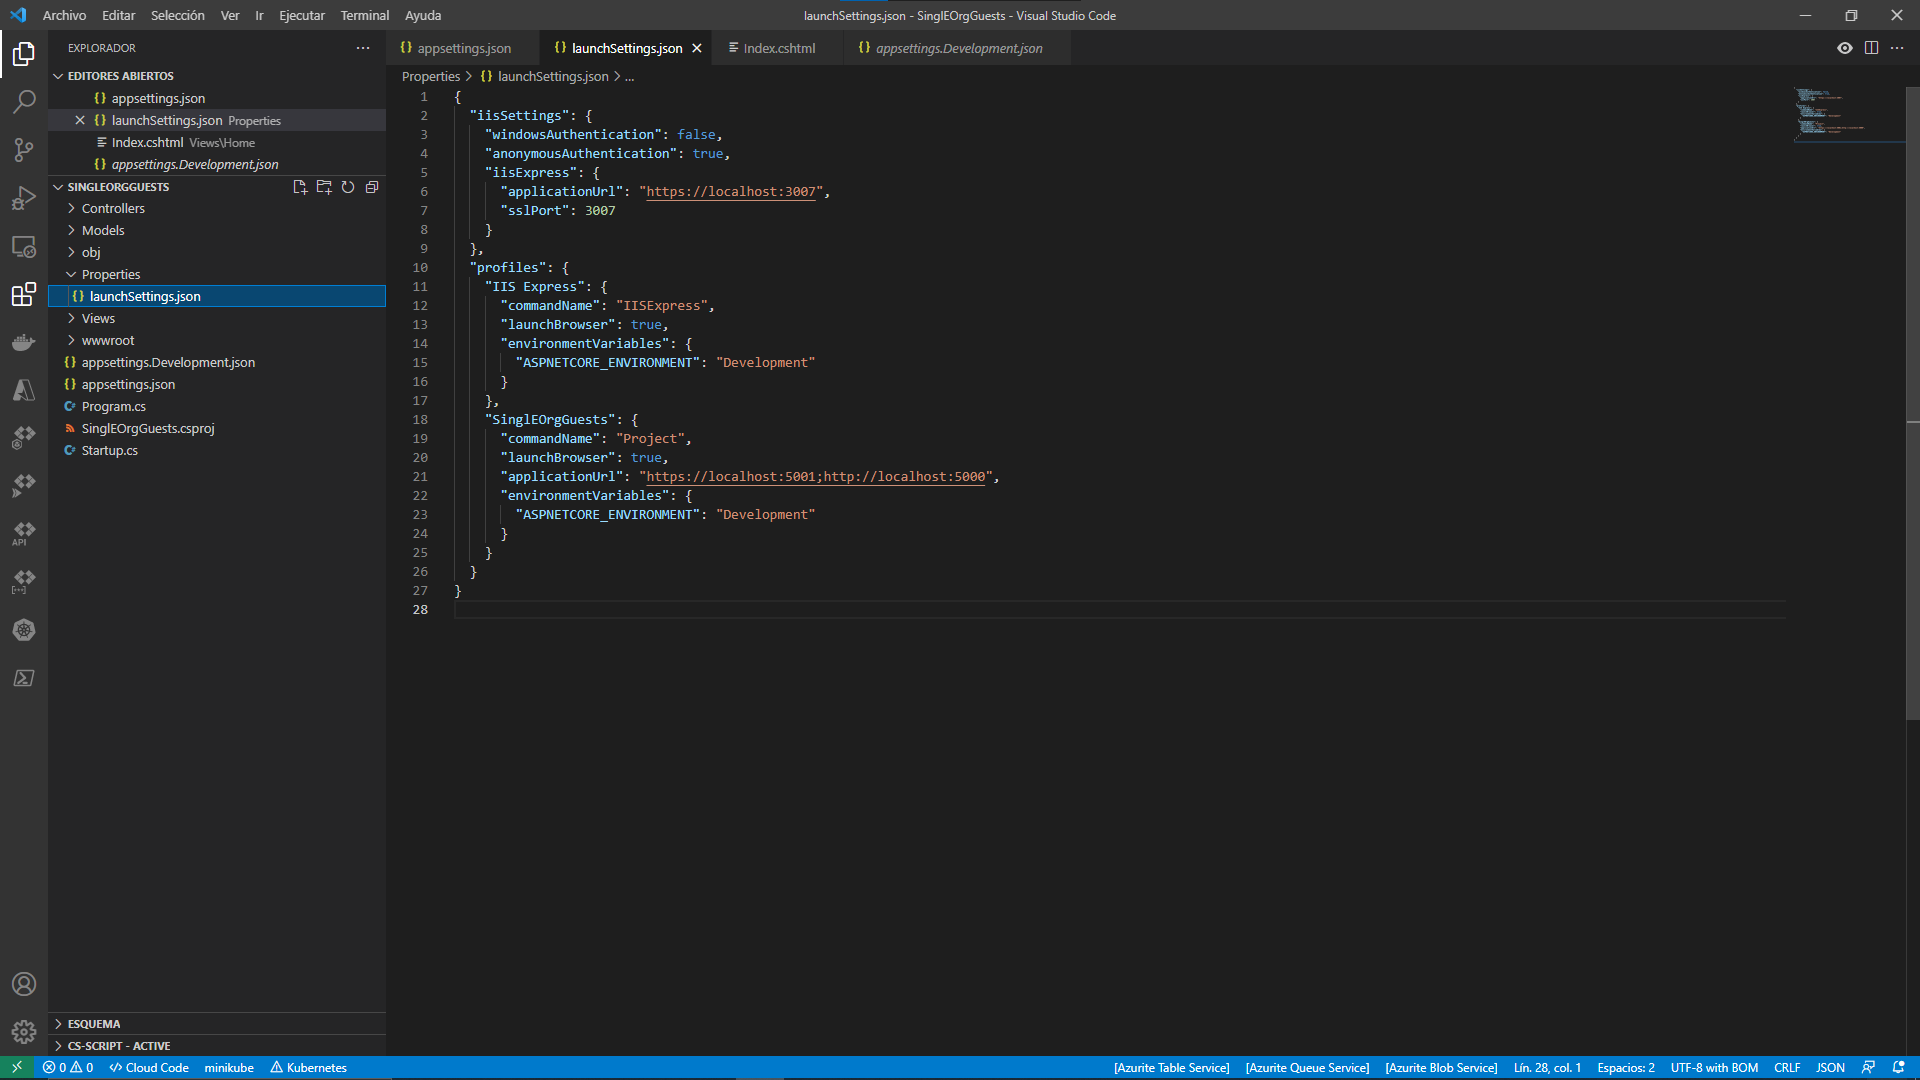 Archivo Editar Selección Ver Ir Ejecutar Terminal Ayuda
launchSettings.json - SinglEOrgGuests - Visual Studio Code
EXPLORADOR
EDITORES ABIERTOS
appsettings.json
launchSettings.json Properties
Index.cshtml Views\Home
appsettings.Development.json
SINGLEORGGUESTS
Controllers
Models
obj
Properties
launchSettings.json
Views
wwwroot
appsettings.Development.json
appsettings.json
Program.cs
SinglEOrgGuests.csproj
Startup.cs
API
ESQUEMA
CS-SCRIPT - ACTIVE
appsettings.json launchSettings.json Index.cshtml appsettings.Development.json
Properties > {} launchSettings.json > ...
1 {
2 "iisSettings": {
3 "windowsAuthentication": false,
4 "anonymousAuthentication": true,
5 "iisExpress": {
6 "applicationUrl": "https://localhost:3007",
7 "sslPort": 3007
8 }
9 },
10 "profiles": {
11 "IIS Express": {
12 "commandName": "IISExpress",
13 "launchBrowser": true,
14 "environmentVariables": {
15 "ASPNETCORE_ENVIRONMENT": "Development"
16 }
17 },
18 "SinglEOrgGuests": {
19 "commandName": "Project",
20 "launchBrowser": true,
21 "applicationUrl": "https://localhost:5001;http://localhost:5000",
22 "environmentVariables": {
23 "ASPNETCORE_ENVIRONMENT": "Development"
24 }
25 }
26 }
27 }
28
0 0 Cloud Code minikube Kubernetes
[Azurite Table Service] [Azurite Queue Service] [Azurite Blob Service] Lín. 28, col. 1 Espacios: 2 UTF-8 with BOM CRLF JSON